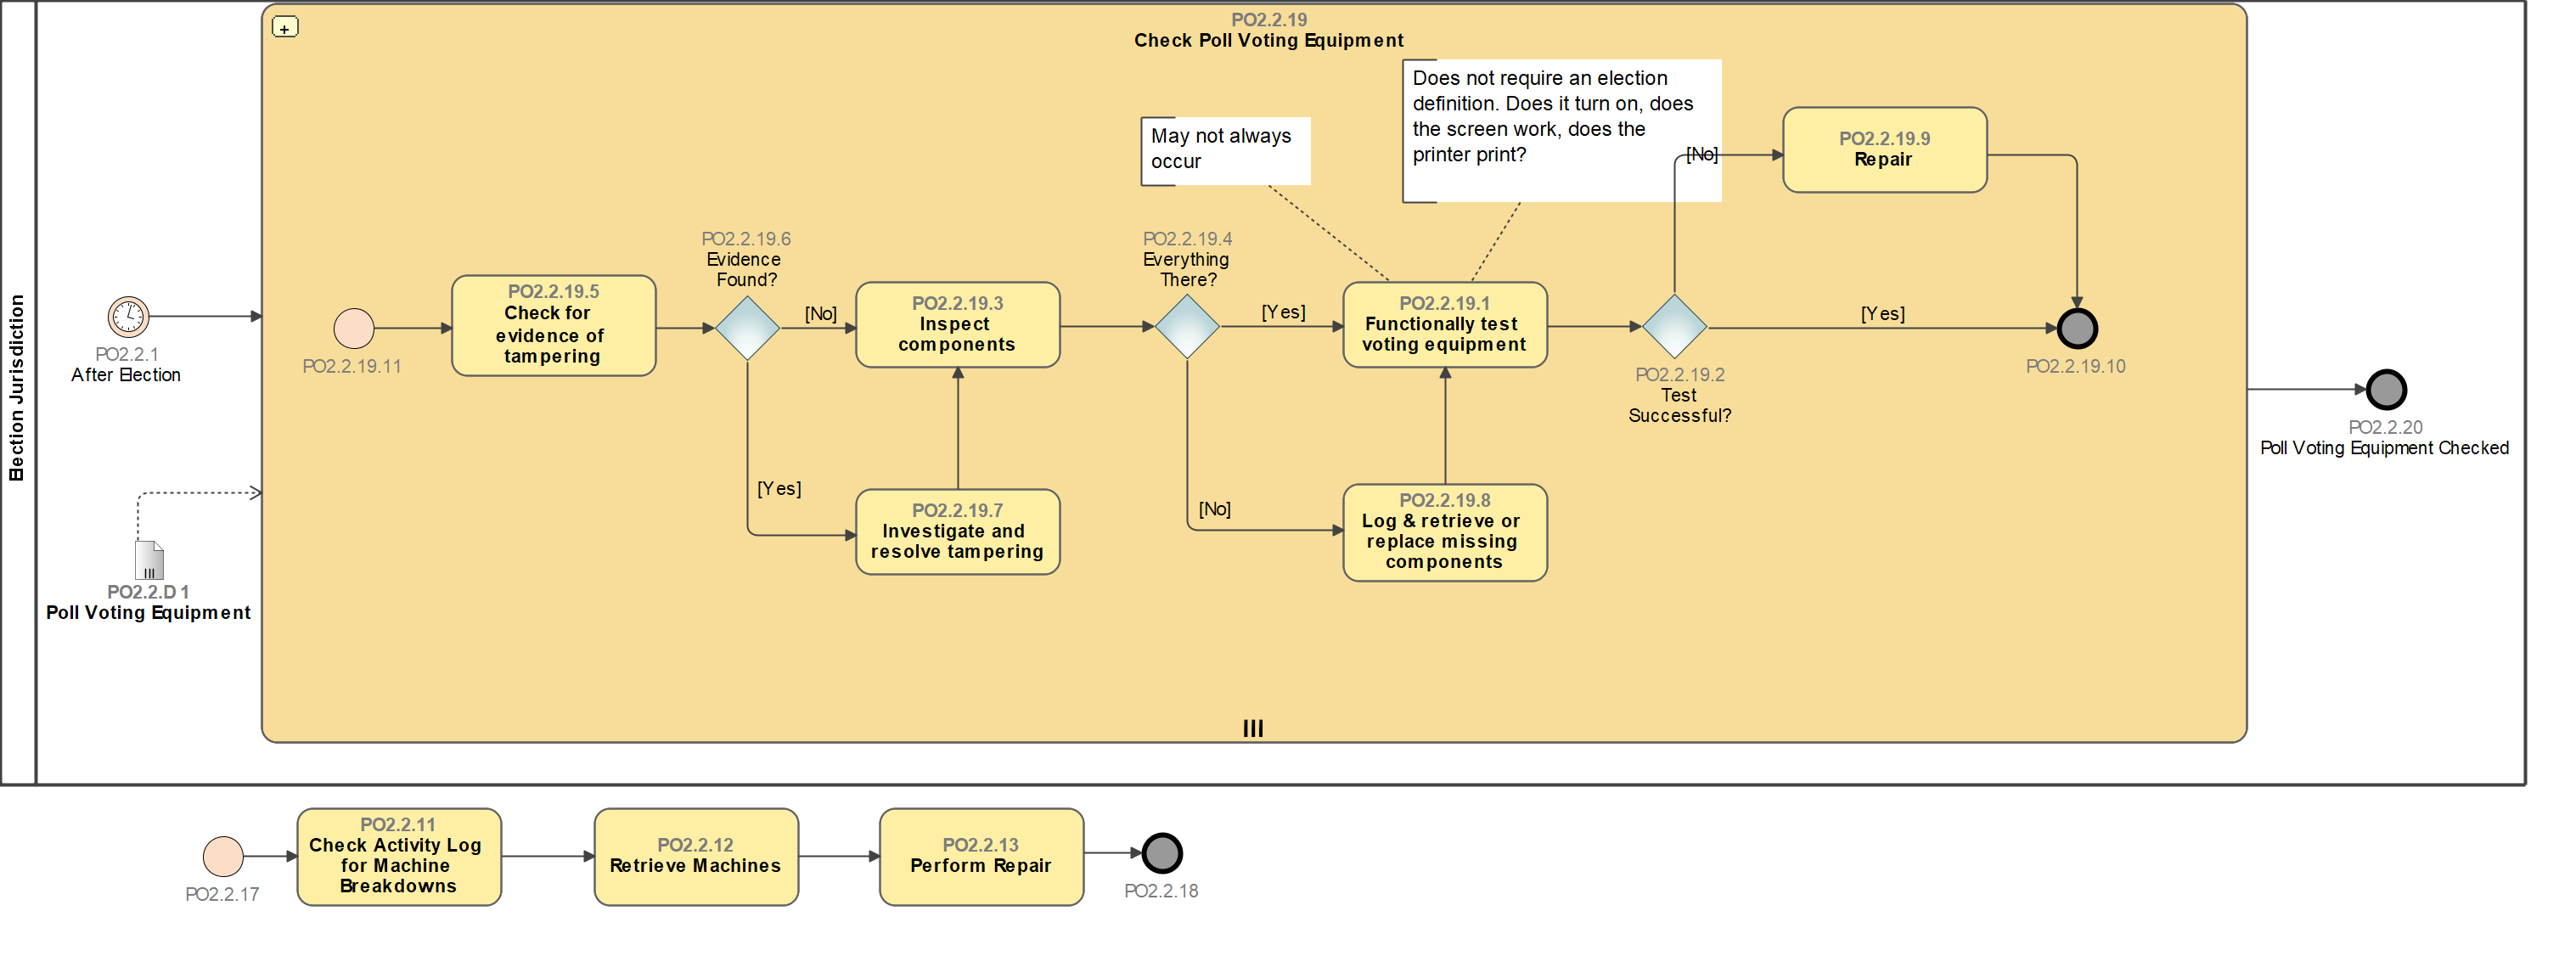 Election Jurisdiction
PO2.2.19
Check Poll Voting Equipment
Does not require an election
definition. Does it turn on, does
the screen work, does the
printer print?
May not always
occur
[No]
PO2.2.19.9
Repair
PO2.2.19.6
Evidence
Found?
PO2.2.19.4
Everything
There?
PO2.2.1
After Election
PO2.2.19.11
PO2.2.19.5
Check for
evidence of
tampering
[No]
PO2.2.19.3
Inspect
components
[Yes]
PO2.2.19.1
Functionally test
voting equipment
PO2.2.19.2
Test
Successful?
[Yes]
PO2.2.19.10
PO2.2.20
Poll Voting Equipment Checked
[Yes]
PO2.2.19.7
Investigate and
resolve tampering
[No]
PO2.2.19.8
Log & retrieve or
replace missing
components
PO2.2.D 1
Poll Voting Equipment
PO2.2.17
PO2.2.11
Check Activity Log
for Machine
Breakdowns
PO2.2.12
Retrieve Machines
PO2.2.13
Perform Repair
PO2.2.18